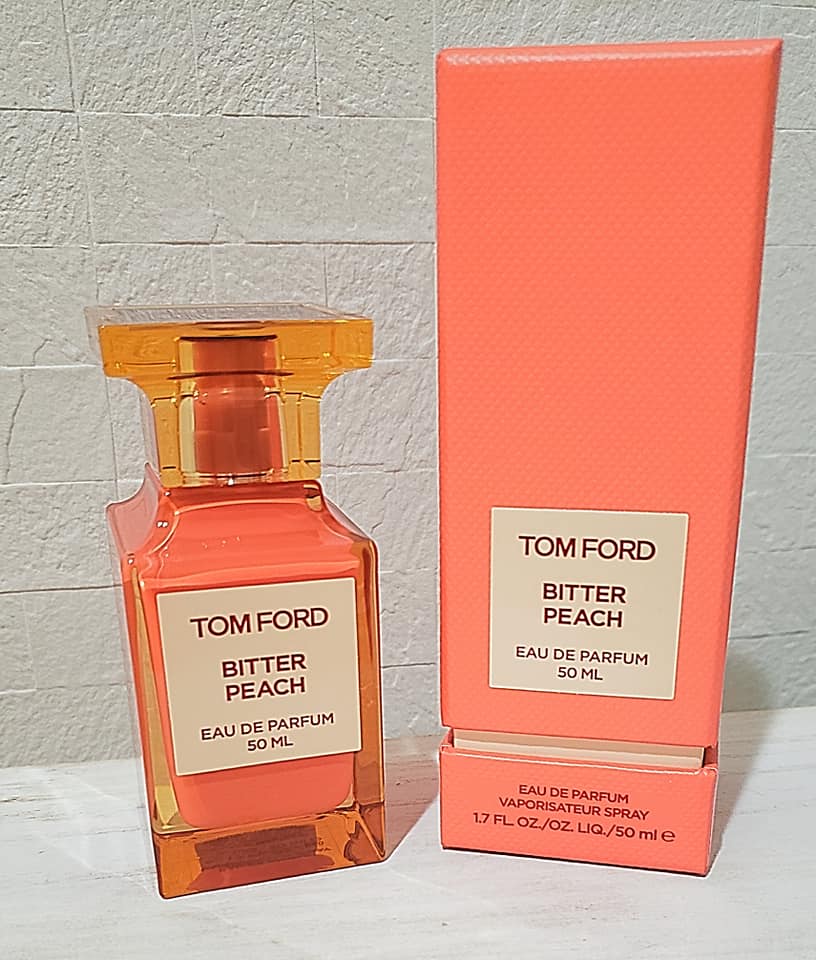 TOM FORD
BITTER
PEACH
EAU DE PARFUM
50 ML
TOM FORD
BITTER
PEACH
EAU DE PARFUM
50 ML
EAU DE PARFUM
VAPORISATEUR SPRAY
1.7 FL. OZ./OZ. LIQ./50 ml ℮